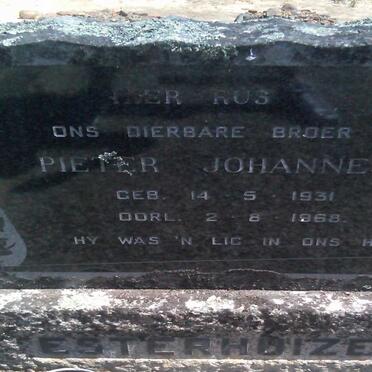 HIER RUS
ONS DIERBARE BROER
PIETER JOHANNE
GEB. 14 5 1931
OORL. 2 - 8 1968.
HY WAS 'N LIG IN ONS H
ESTERHUIZE